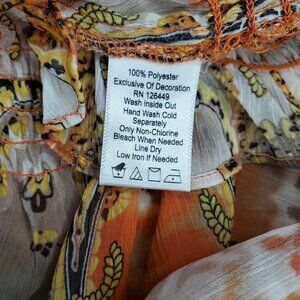 100% Polyester
Exclusive Of Decoration
RN 126449
Wash Inside Out
Hand Wash Cold
Separately
Only Non-Chlorine
Bleach When Needed
Line Dry
Low Iron If Needed